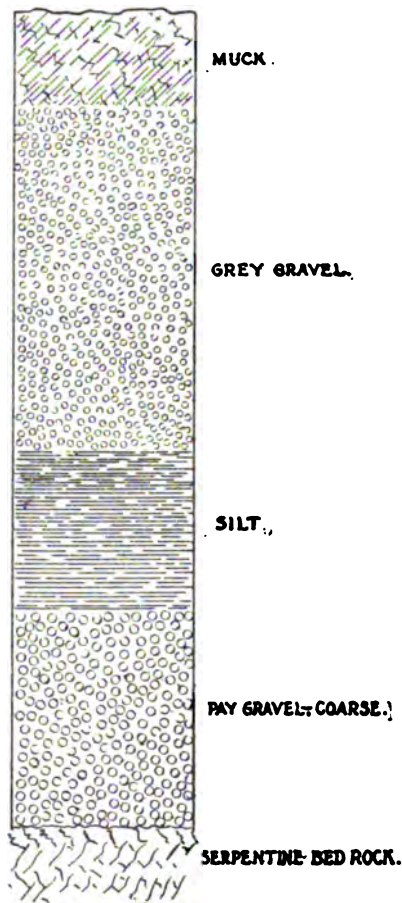 MUCK.
GREY GRAVEL.
SILT.
PAY GRAVEL-COARSE.
SERPENTINE BED ROCK.